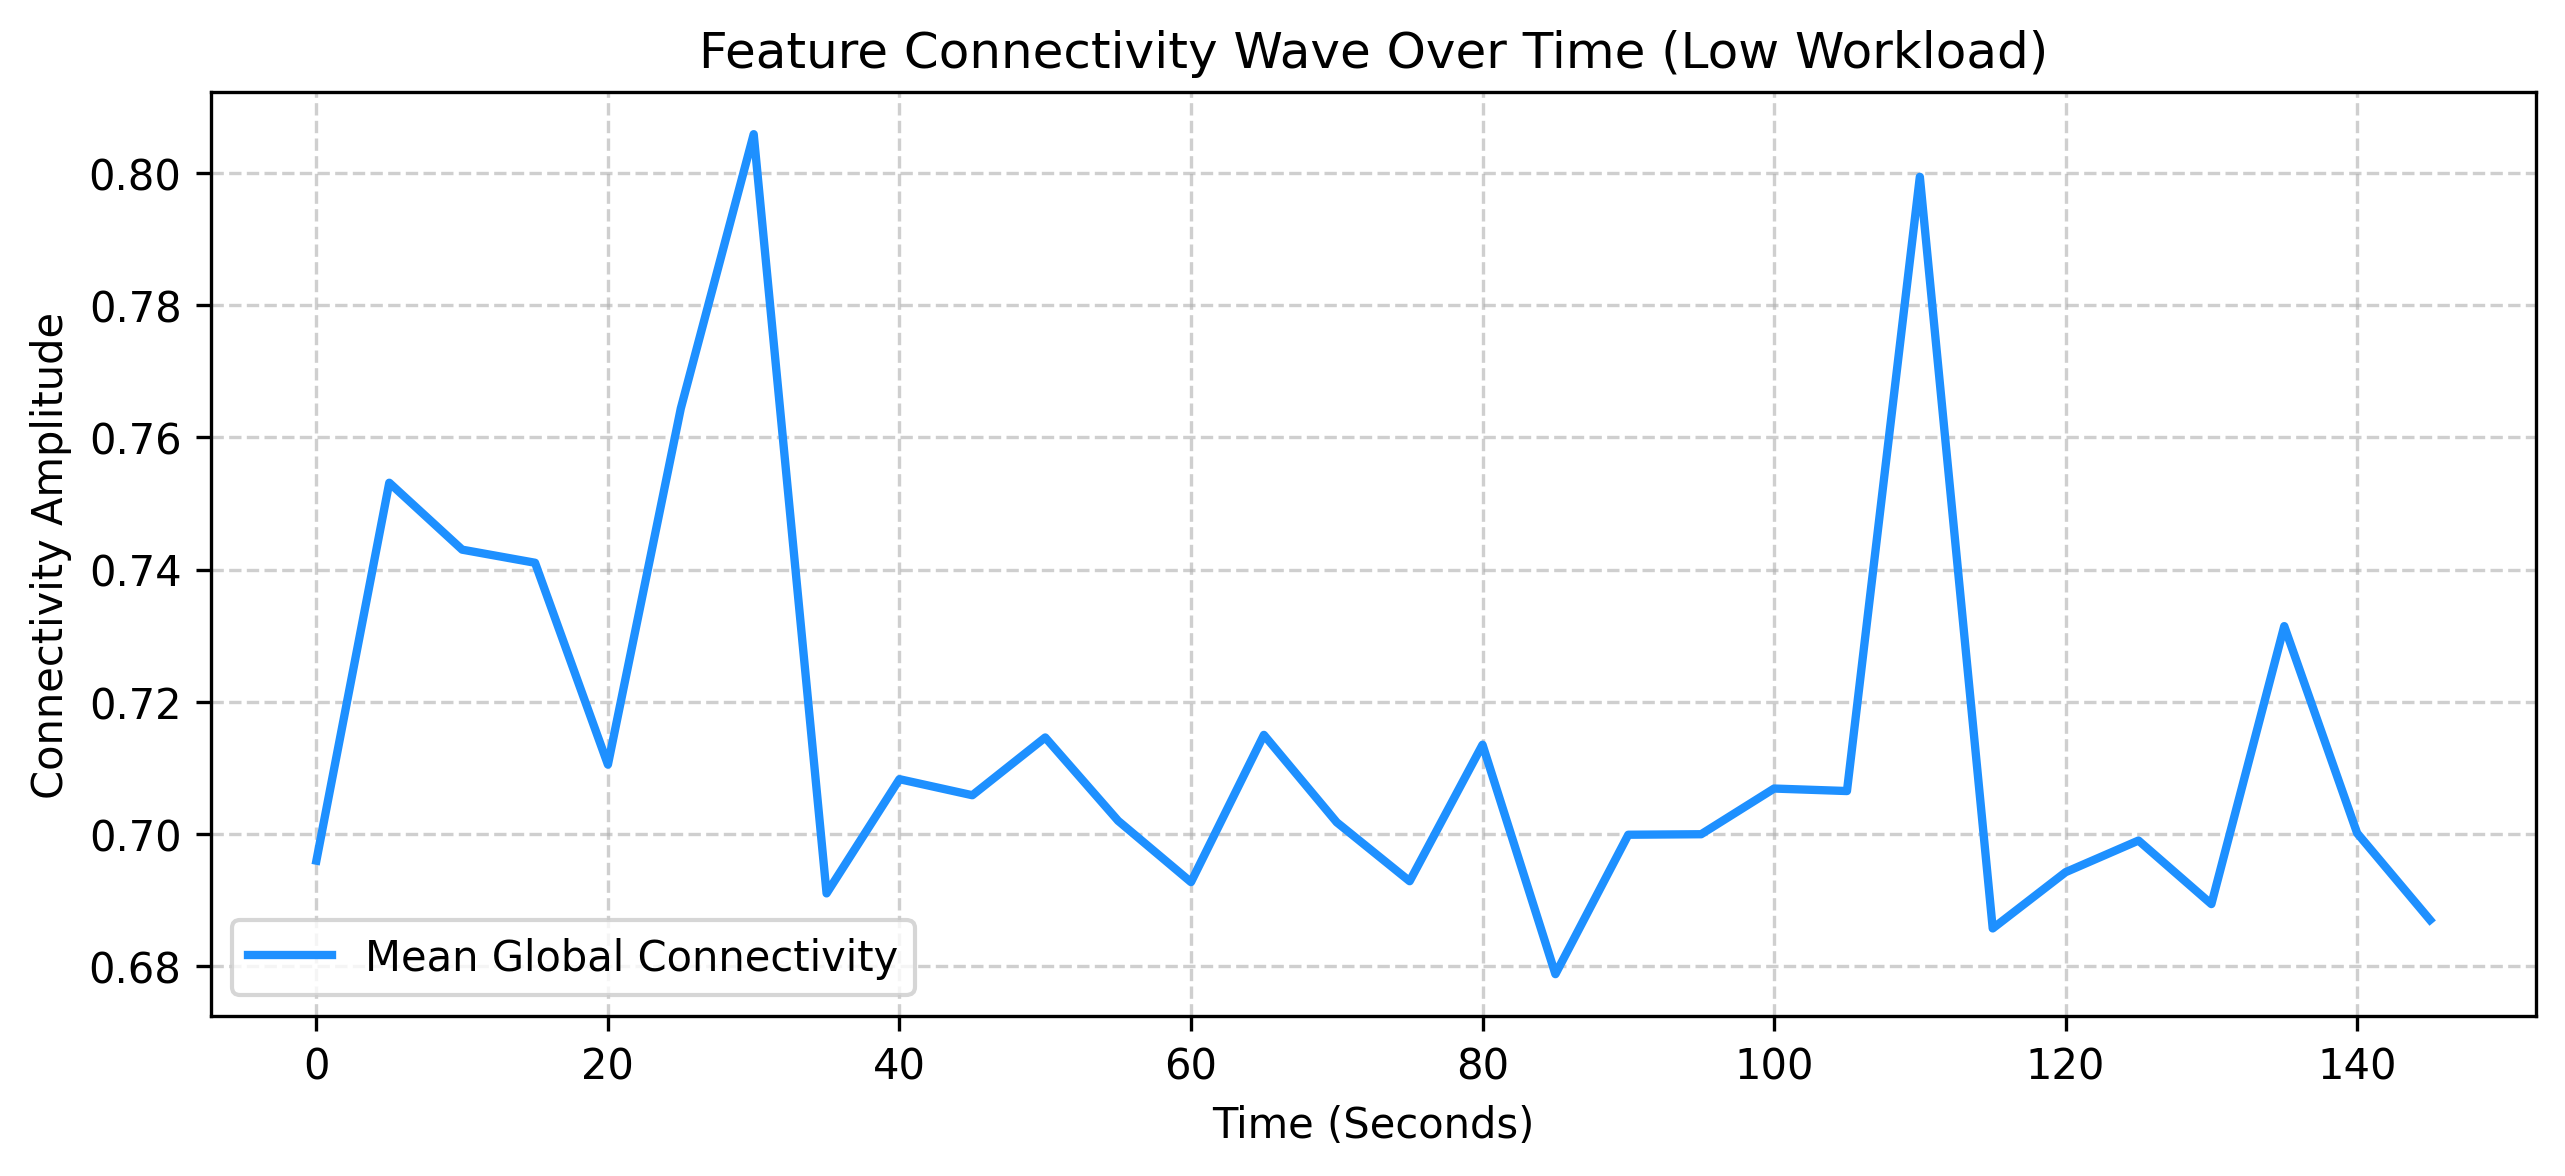 Feature Connectivity Wave Over Time (Low Workload)
Connectivity Amplitude
0.80
0.78
0.76
0.74
0.72
0.70
0.68
Mean Global Connectivity
0 20 40 60 80 100 120 140
Time (Seconds)